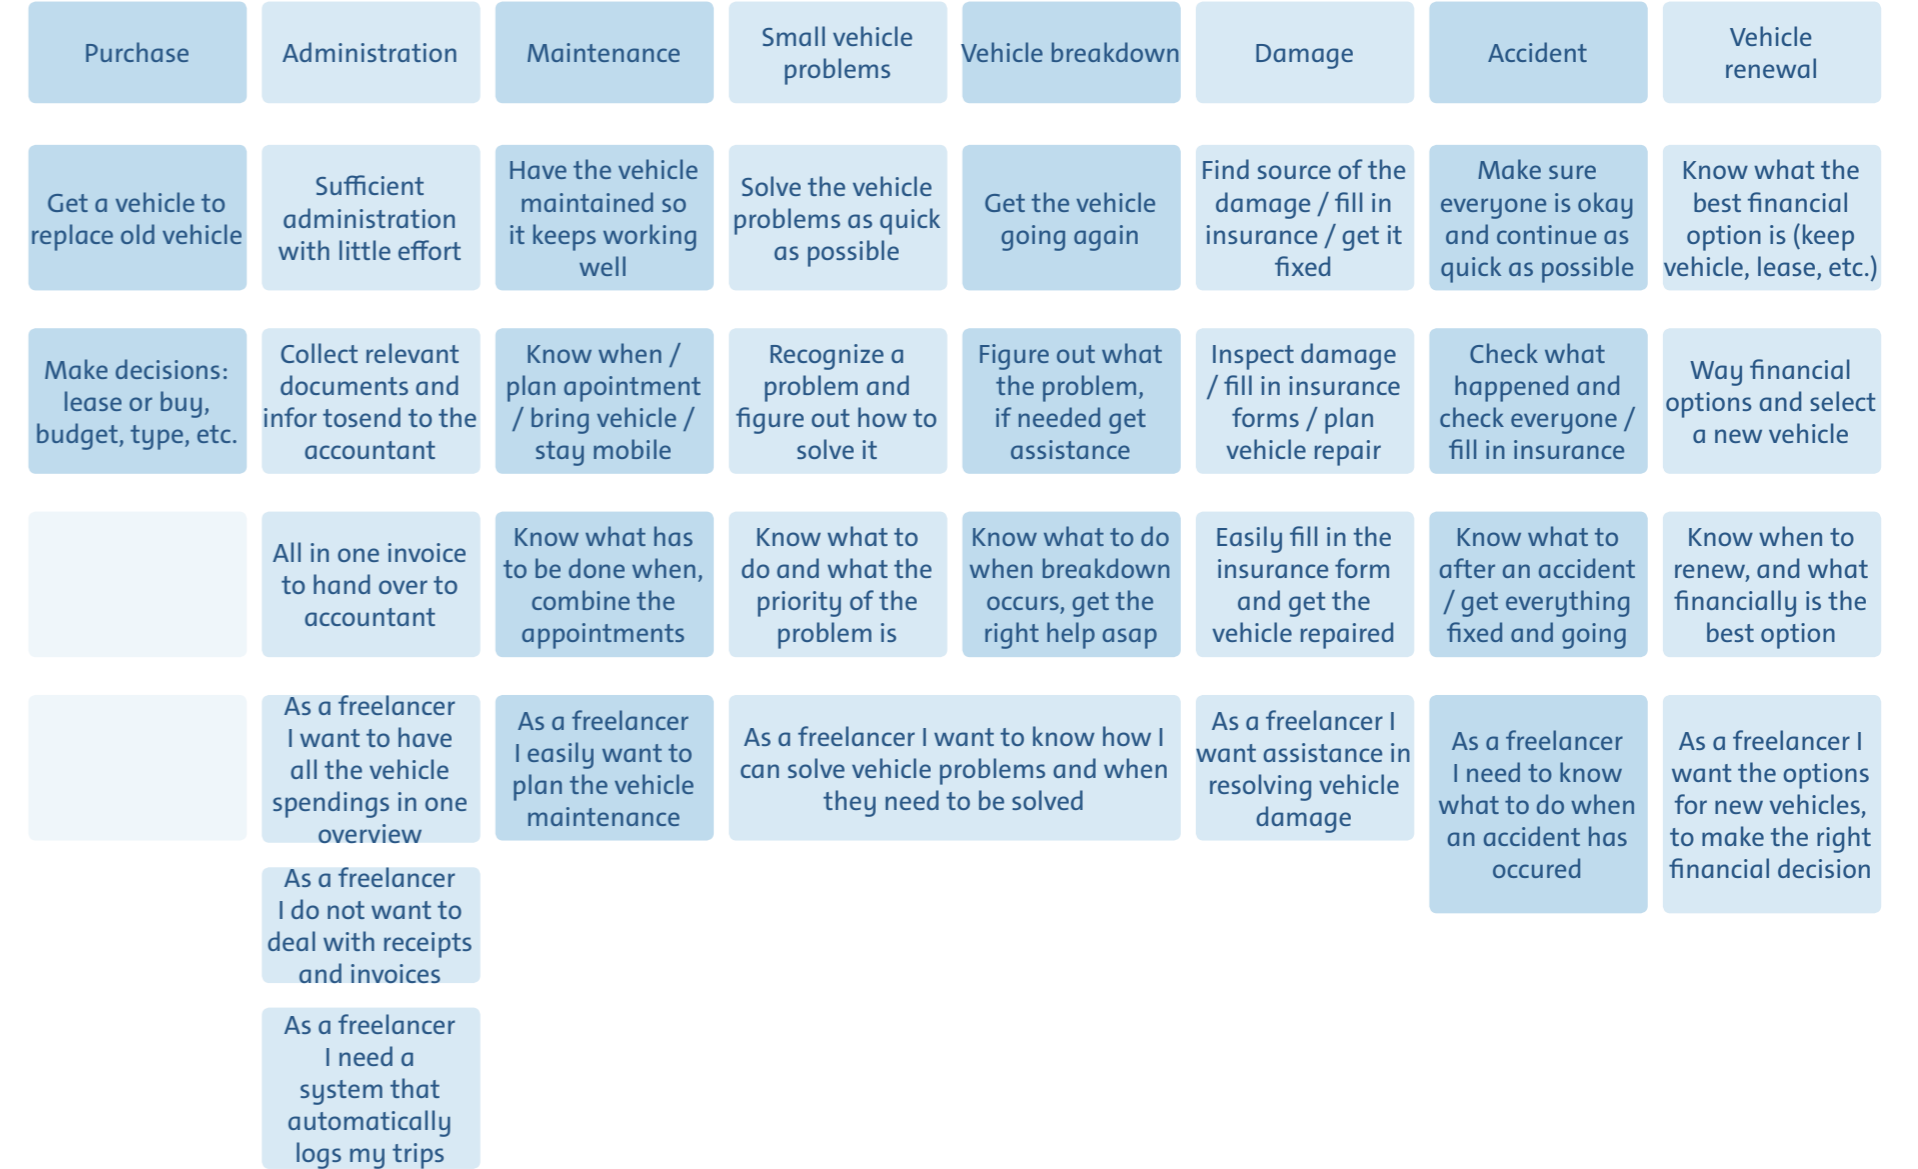 Purchase
Administration
Maintenance
Small vehicle
problems
Vehicle breakdown
Damage
Accident
Vehicle
renewal
Get a vehicle to
replace old vehicle
Sufficient
administration
with little effort
Have the vehicle
maintained so
it keeps working
well
Solve the vehicle
problems as quick
as possible
Get the vehicle
going again
Find source of the
damage / fill in
insurance / get it
fixed
Make sure
everyone is okay
and continue as
quick as possible
Know what the
best financial
option is (keep
vehicle, lease, etc.)
Make decisions:
lease or buy,
budget, type, etc.
Collect relevant
documents and
infor tosend to the
accountant
Know when /
plan apointment
/ bring vehicle /
stay mobile
Recognize a
problem and
figure out how to
solve it
Figure out what
the problem,
if needed get
assistance
Inspect damage
/ fill in insurance
forms / plan
vehicle repair
Check what
happened and
check everyone /
fill in insurance
Way financial
options and select
a new vehicle
All in one invoice
to hand over to
accountant
Know what has
to be done when,
combine the
appointments
Know what to
do and what the
priority of the
problem is
Know what to do
when breakdown
occurs, get the
right help asap
Easily fill in the
insurance form
and get the
vehicle repaired
Know what to
after an accident
/ get everything
fixed and going
Know when to
renew, and what
financially is the
best option
As a freelancer
I want to have
all the vehicle
spendings in one
overview
As a freelancer
I easily want to
plan the vehicle
maintenance
As a freelancer I want to know how I
can solve vehicle problems and when
they need to be solved
As a freelancer I
want assistance in
resolving vehicle
damage
As a freelancer
I need to know
what to do when
an accident has
occured
As a freelancer I
want the options
for new vehicles,
to make the right
financial decision
As a freelancer
I do not want to
deal with receipts
and invoices
As a freelancer
I need a
system that
automatically
logs my trips